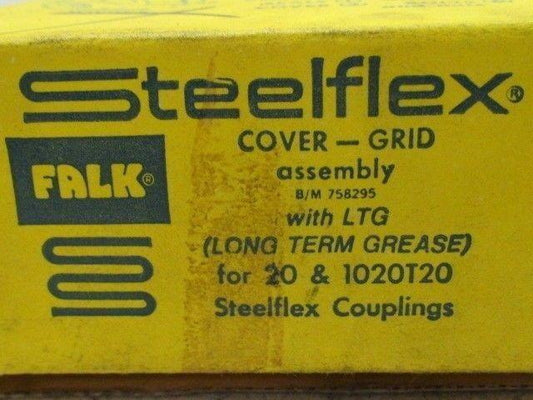 Steelflex®
COVER — GRID
FALK®
assembly
B/M 758295
with LTG
(LONG TERM GREASE)
for 20 & 1020T20
Steelflex Couplings